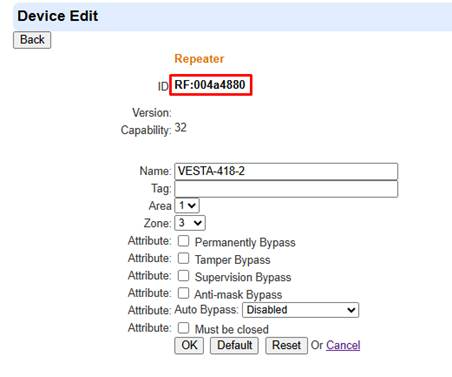 Device Edit
Back
Repeater
ID RF:004a4880
Version:
Capability: 32
Name: VESTA-418-2
Tag:
Area 1
Zone: 3
Attribute: Permanently Bypass
Attribute: Tamper Bypass
Attribute: Supervision Bypass
Attribute: Anti-mask Bypass
Attribute: Auto Bypass: Disabled
Attribute: Must be closed
OK Default Reset Or Cancel